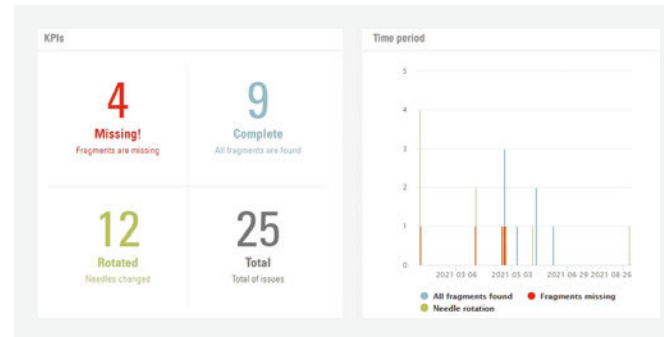 KPIs
4
Missing!
Fragments are missing
9
Complete
All fragments are found
12
Rotated
Needles changed
25
Total
Total of issues
Time period
5
4
3
2
1
0
2021 03 06 2021 05 03 2021 06 29 2021 08 26
All fragments found Fragments missing
Needle rotation